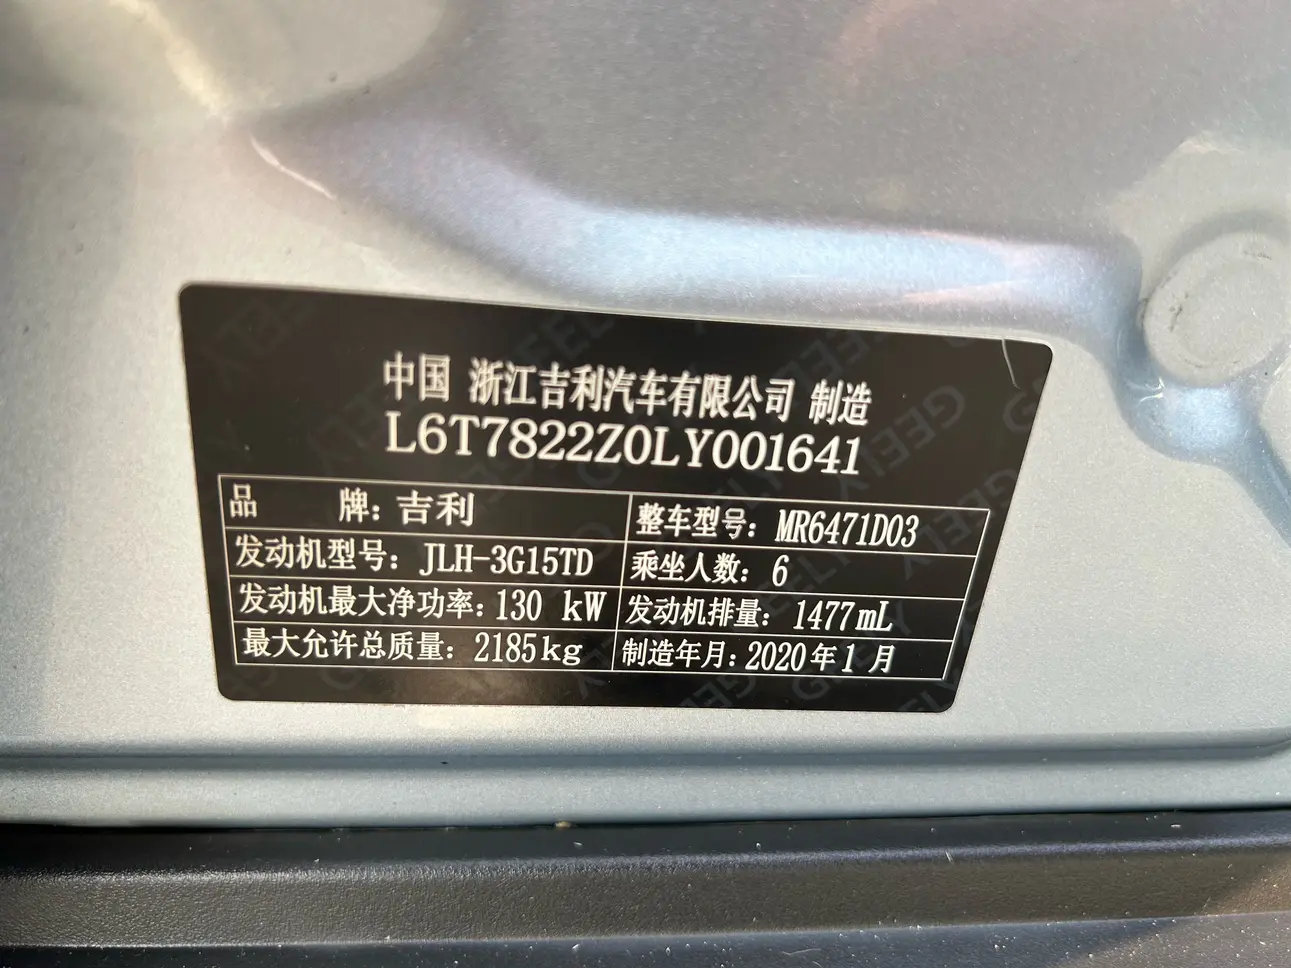 中国 浙江吉利汽车有限公司 制造
L6T7822Z0LY001641
品 牌: 吉利 整车型号: MR6471D03
发动机型号: JLH-3G15TD 乘坐人数: 6
发动机最大净功率: 130 kW 发动机排量: 1477mL
最大允许总质量: 2185kg 制造年月: 2020年1月